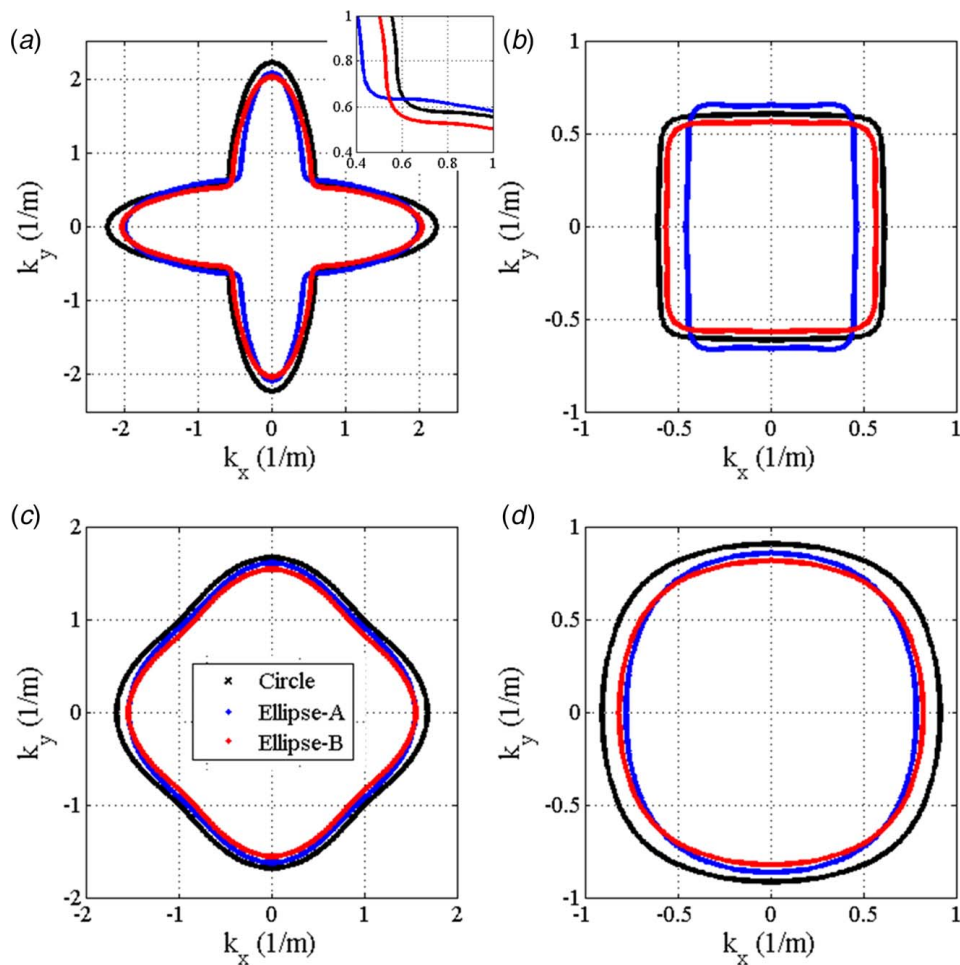 (a)
2
1
0
-1
-2
-2 -1 0 1 2
k_y (1/m)
k_x (1/m)
1
0.8
0.6
0.4
0.4 0.6 0.8 1
(b)
1
0.5
0
-0.5
-1
-1 -0.5 0 0.5 1
k_y (1/m)
k_x (1/m)
(c)
2
1
0
-1
-2
-2 -1 0 1 2
k_y (1/m)
k_x (1/m)
Circle
Ellipse-A
Ellipse-B
(d)
1
0.5
0
-0.5
-1
-1 -0.5 0 0.5 1
k_y (1/m)
k_x (1/m)